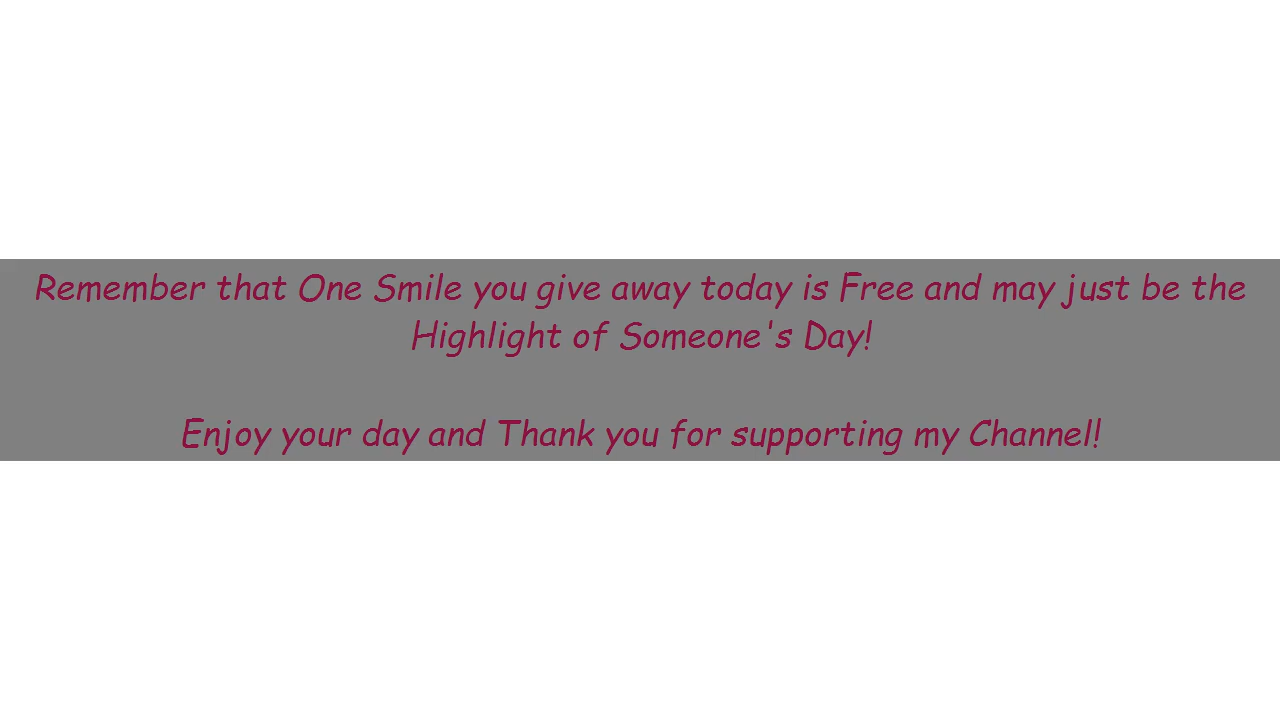 Remember that One Smile you give away today is Free and may just be the
Highlight of Someone's Day!
Enjoy your day and Thank you for supporting my Channel!